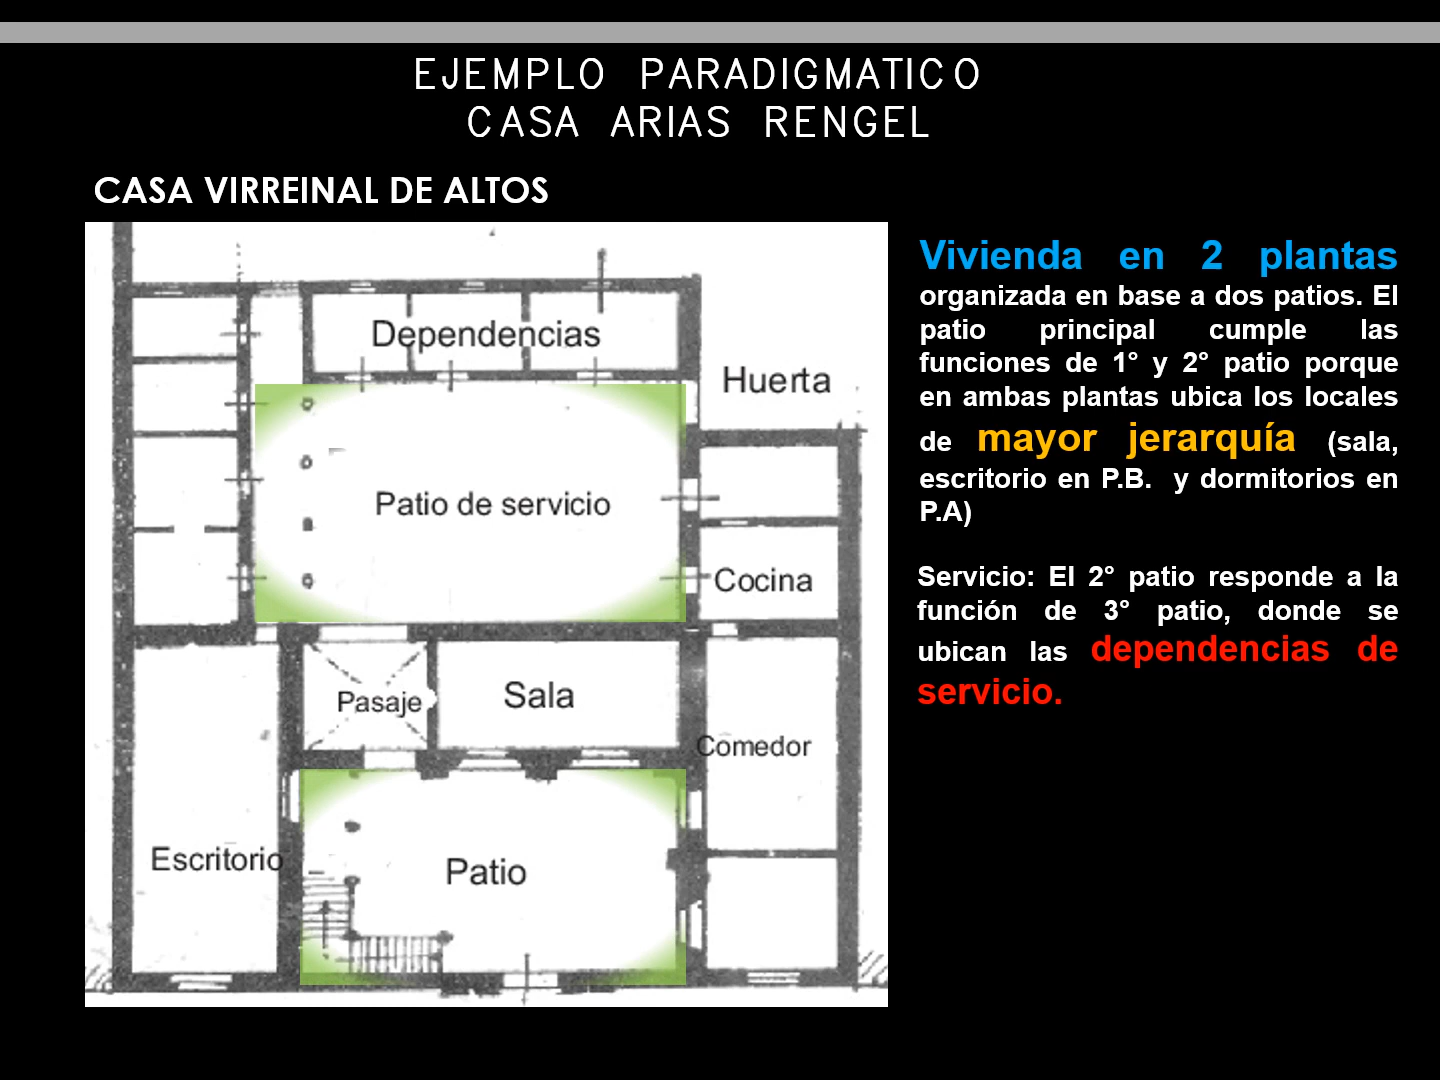 EJEMPLO PARADIGMATICO
CASA ARIAS RENGEL
CASA VIRREINAL DE ALTOS
Dependencias
Huerta
Patio de servicio
Cocina
Pasaje
Sala
Comedor
Escritorio
Patio
Vivienda en 2 plantas
organizada en base a dos patios. El
patio principal cumple las
funciones de 1° y 2° patio porque
en ambas plantas ubica los locales
de mayor jerarquía (sala,
escritorio en P.B. y dormitorios en
P.A)
Servicio: El 2° patio responde a la
función de 3° patio, donde se
ubican las dependencias de
servicio.